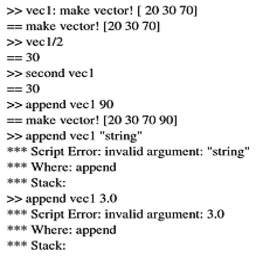 >> vec1: make vector! [ 20 30 70]
== make vector! [20 30 70]
>> vec1/2
== 30
>> second vec1
== 30
>> append vec1 90
== make vector! [20 30 70 90]
>> append vec1 "string"
*** Script Error: invalid argument: "string"
*** Where: append
*** Stack:
>> append vec1 3.0
*** Script Error: invalid argument: 3.0
*** Where: append
*** Stack: